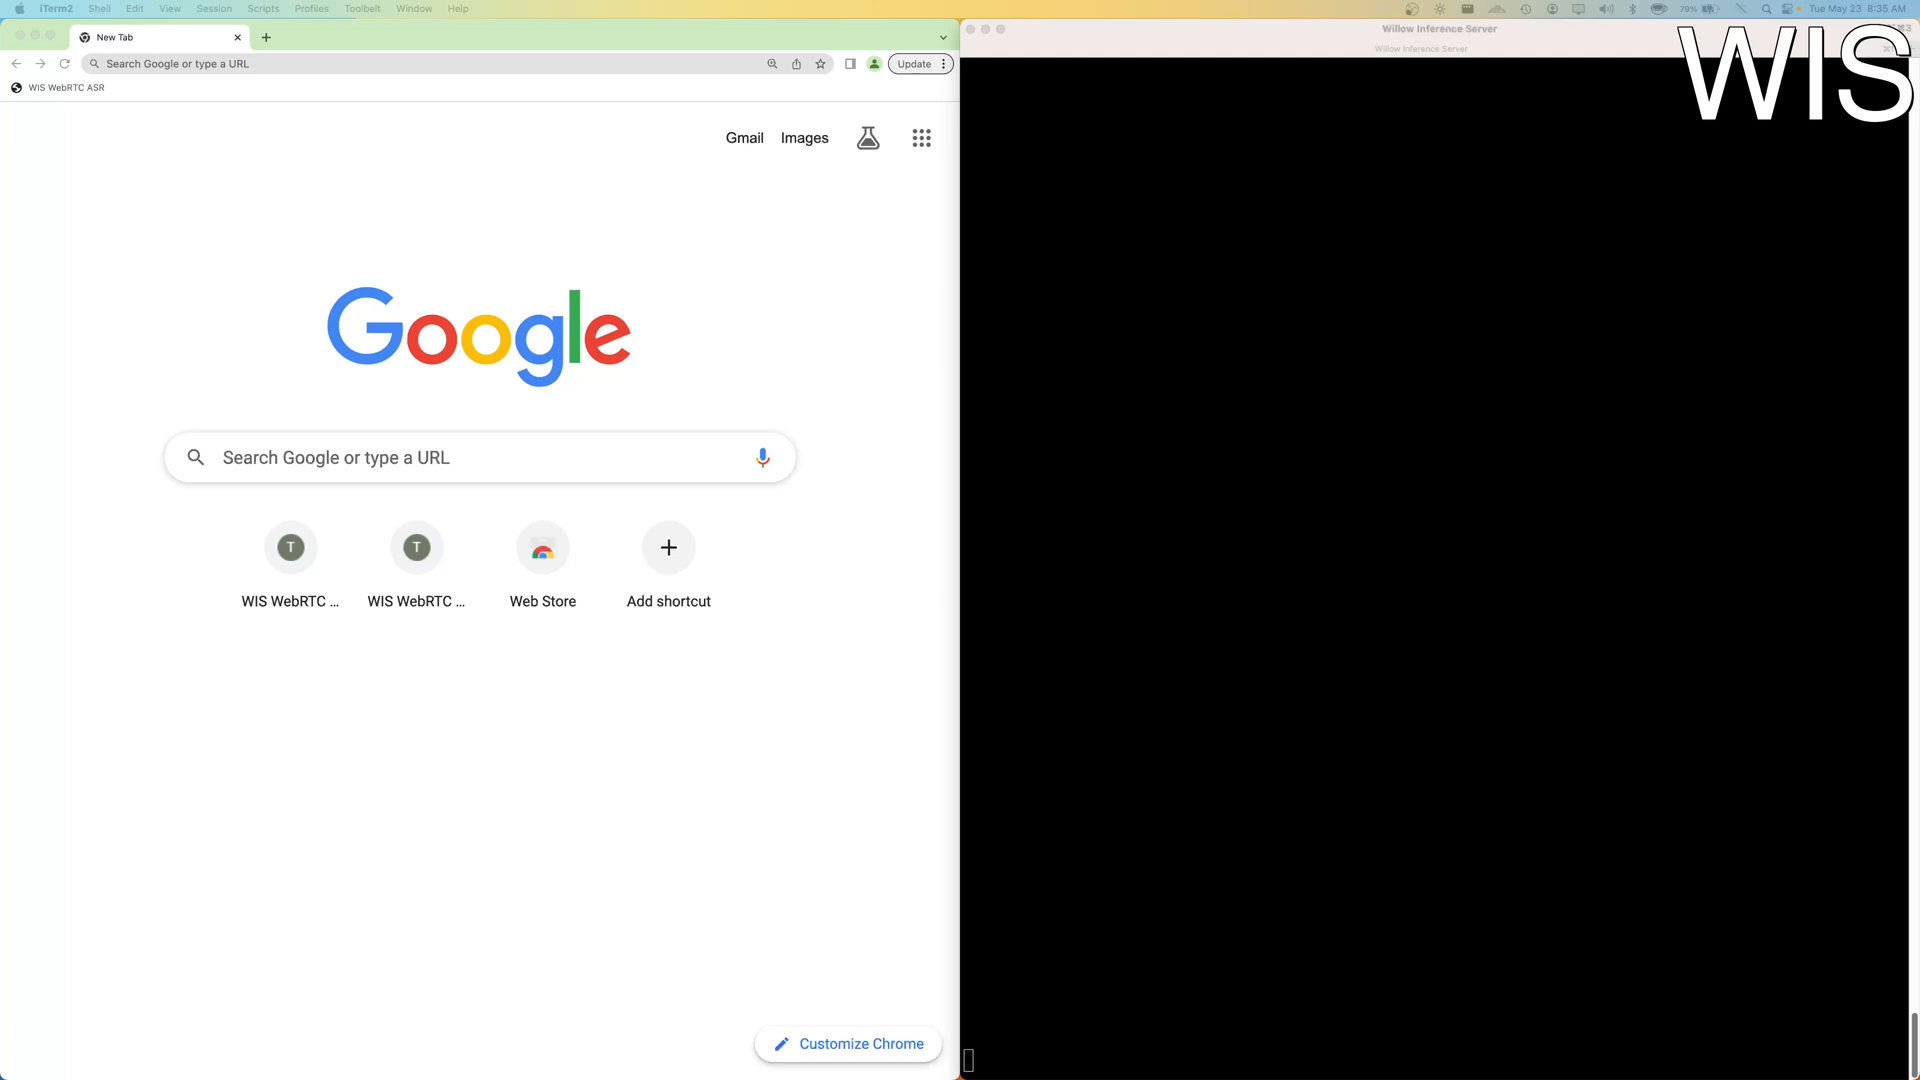 iTerm2 Shell Edit View Session Scripts Profiles Toolbelt Window Help
79% Tue May 23 8:35 AM
New Tab
Search Google or type a URL
Update
WIS WebRTC ASR
Gmail Images
Google
Search Google or type a URL
T T
WIS WebRTC ... WIS WebRTC ... Web Store Add shortcut
Customize Chrome
Willow Inference Server
Willow Inference Server
WIS